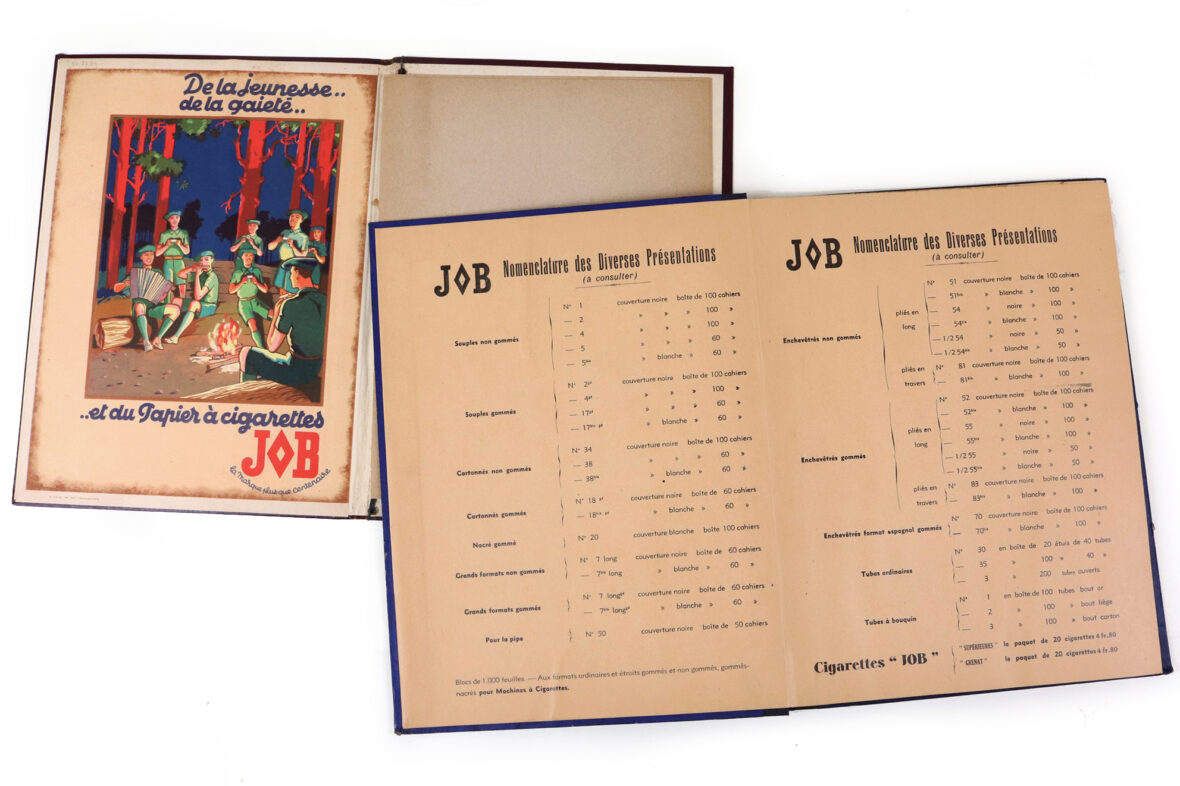 De la jeunesse..
de la gaieté..
..et du Papier à cigarettes
JOB
La Marque plus que Centenaire
JOB Nomenclature des Diverses Présentations
(à consulter)
Souples non gommés
N° 1 couverture noire boîte de 100 cahiers
— 2 » » » 100 »
— 4 » » » 100 »
— 5 » » » 60 »
— 5bis » blanche » 60 »
Souples gommés
N° 2gt couverture noire boîte de 100 cahiers
— 4gt » » » 100 »
— 17gt » » » 60 »
— 17bis gt » blanche » 60 »
Cartonnés non gommés
N° 34 couverture noire boîte de 100 cahiers
— 38 » » » 60 »
— 38bis » blanche » 60 »
Cartonnés gommés
N° 18 gt couverture noire boîte de 60 cahiers
— 18bis gt » blanche » 60 »
Nacré gommé
N° 20 couverture blanche boîte 100 cahiers
Grands formats non gommés
N° 7 long couverture noire boîte de 60 cahiers
— 7bis long » blanche » 60 »
Grands formats gommés
N° 7 longgt couverture noire boîte de 60 cahiers
— 7bis longgt » blanche » 60 »
Pour la pipe
N° 50 couverture noire boîte de 50 cahiers
Blocs de 1.000 feuilles. — Aux formats ordinaires et étroits gommés et non gommés, gommés-
nacrés pour Machines à Cigarettes.
JOB Nomenclature des Diverses Présentations
(à consulter)
Enchevêtrés non gommés
pliés en
long
N° 51 couverture noire boîte de 100 cahiers
— 51bis » blanche » 100 »
— 54 » noire » 100 »
— 54bis » blanche » 100 »
— 1/2 54 » noire » 50 »
— 1/2 54bis » blanche » 50 »
pliés en
travers
N° 81 couverture noire boîte de 100 cahiers
— 81bis » blanche » 100 »
Enchevêtrés gommés
pliés en
long
N° 52 couverture noire boîte de 100 cahiers
— 52bis » blanche » 100 »
— 55 » noire » 100 »
— 55bis » blanche » 100 »
— 1/2 55 » noire » 50 »
— 1/2 55bis » blanche » 50 »
pliés en
travers
N° 83 couverture noire boîte de 100 cahiers
— 83bis » blanche » 100 »
Enchevêtrés format espagnol gommés
N° 70 couverture noire boîte de 100 cahiers
— 70bis » blanche » 100 »
Tubes ordinaires
N° 30 en boîte de 20 étuis de 40 tubes
— 35 » 100 » 40 »
— 3 » 200 tubes ouverts
Tubes à bouquin
N° 1 en boîte de 100 tubes bout or
— 2 » 100 » bout liège
— 3 » 100 » bout carton
Cigarettes "JOB"
"SUPÉRIEURES" le paquet de 20 cigarettes 4 fr. 80
"GRENAT" le paquet de 20 cigarettes 4 fr. 80